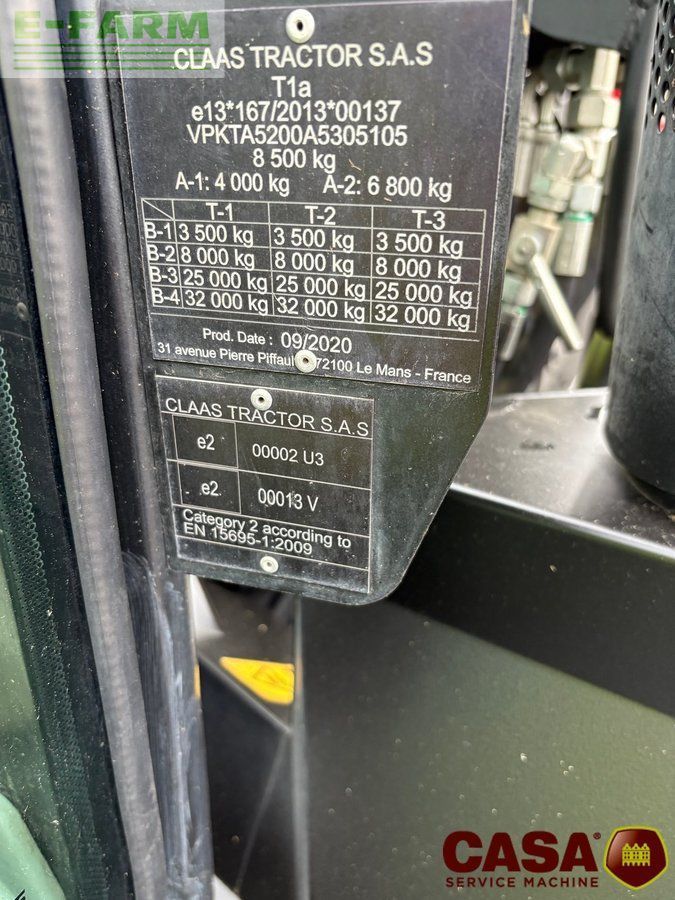 E-FARM
CLAAS TRACTOR S.A.S
T1a
e13*167/2013*00137
VPKTA5200A5305105
8 500 kg
A-1: 4 000 kg A-2: 6 800 kg
T-1 T-2 T-3
B-1 3 500 kg 3 500 kg 3 500 kg
B-2 8 000 kg 8 000 kg 8 000 kg
B-3 25 000 kg 25 000 kg 25 000 kg
B-4 32 000 kg 32 000 kg 32 000 kg
Prod. Date : 09/2020
31 avenue Pierre Piffaul 72100 Le Mans - France
CLAAS TRACTOR S.A.S
e2 00002 U3
e2 00013 V
Category 2 according to
EN 15695-1:2009
CASA®
SERVICE MACHINE